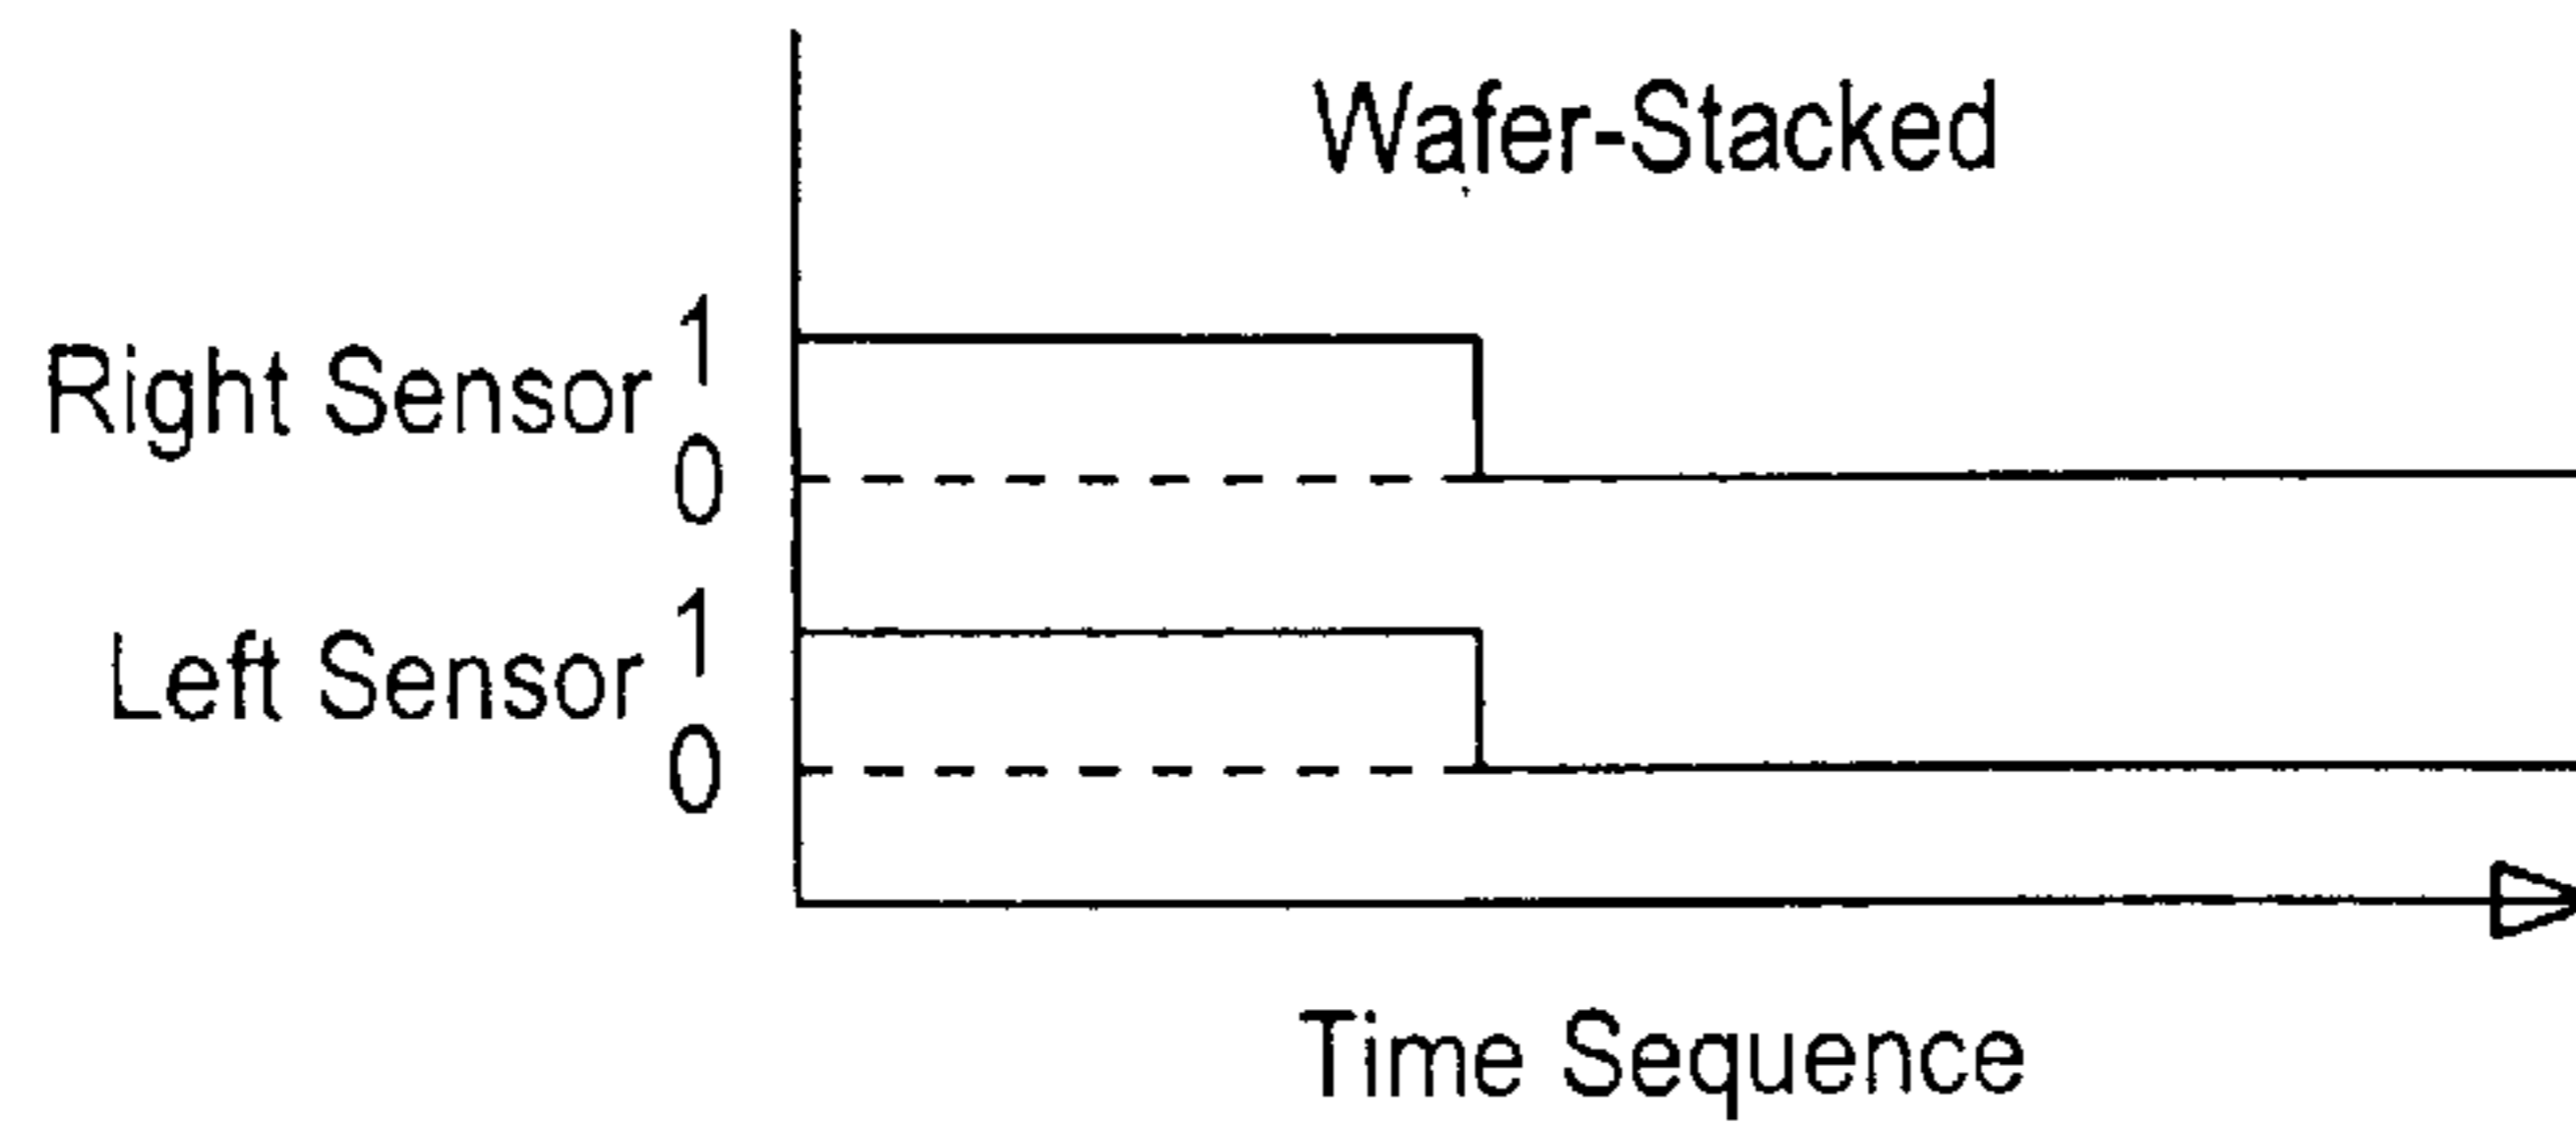 Wafer-Stacked
1
Right Sensor
0
1
Left Sensor
0
Time Sequence